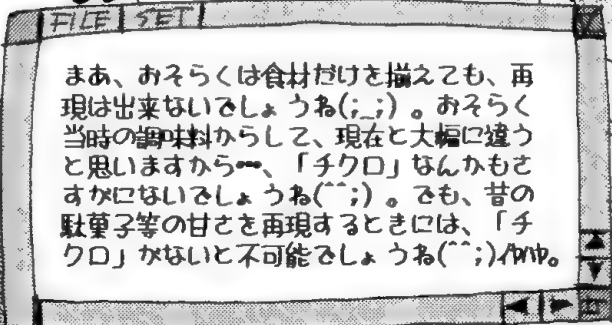 FILE SET
まあ、おそらくは食材だけを揃えても、再
現は出来ないでしょうね(;_;)。おそらく
当時の調味料からして、現在と大幅に違う
と思いますから…、「チクロ」なんかもさ
すがにないでしょうね(^^;)。でも、昔の
駄菓子等の甘さを再現するときには、「チ
クロ」がないと不可能でしょうね(^^;)